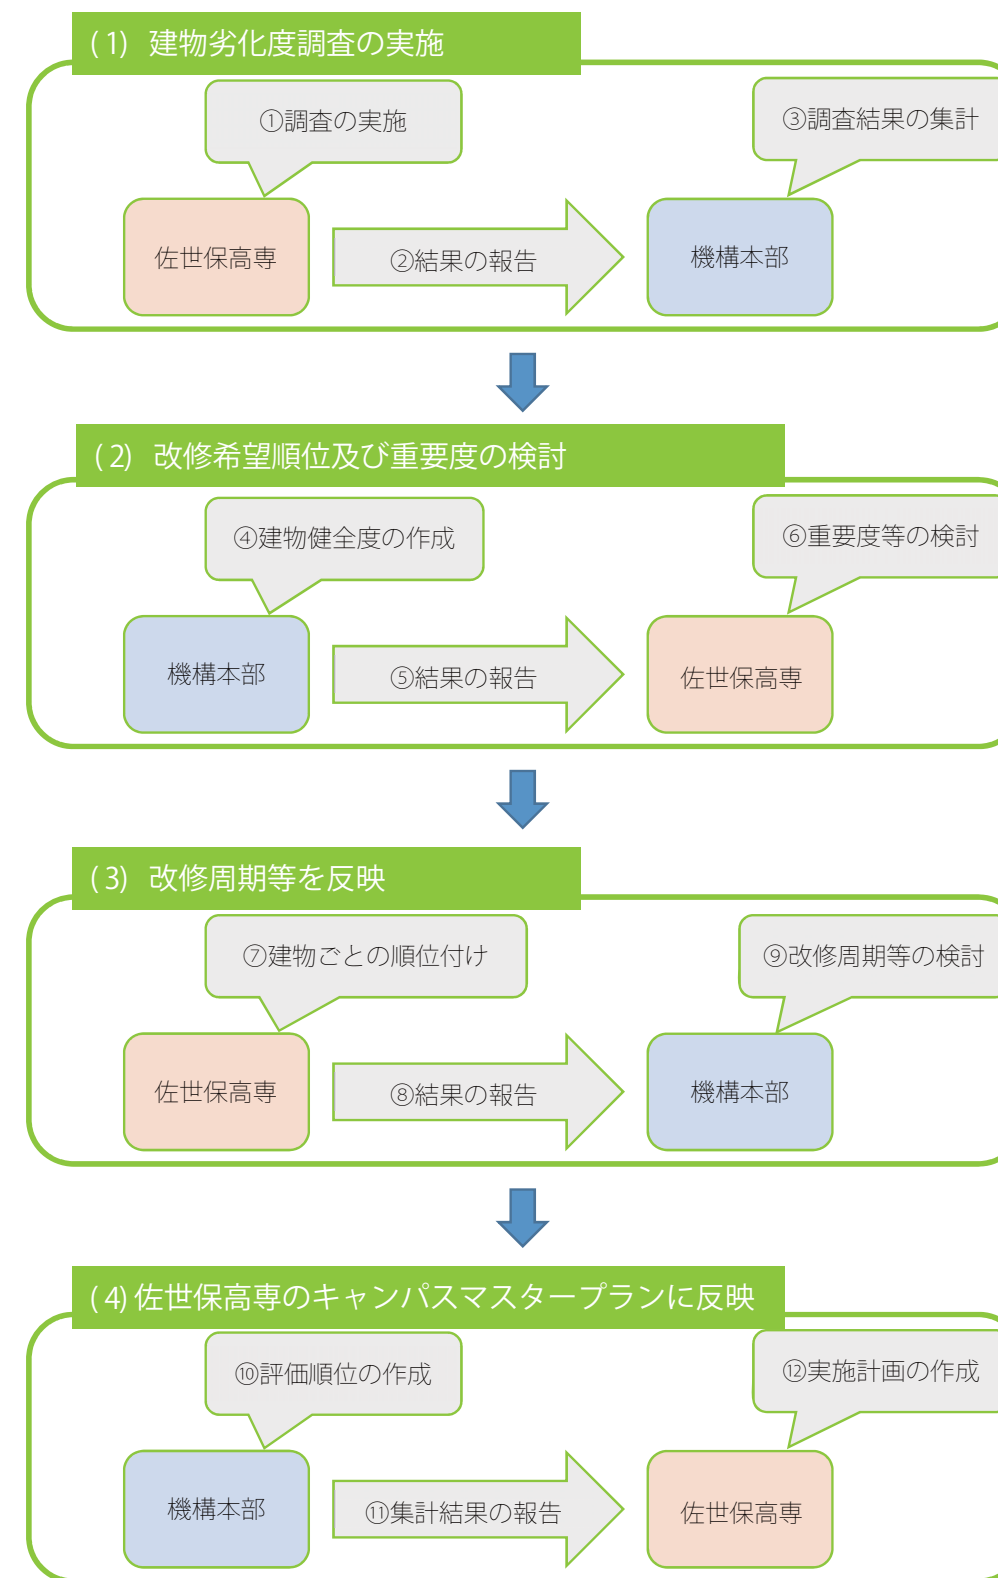 (1) 建物劣化度調査の実施
①調査の実施
③調査結果の集計
佐世保高専
②結果の報告
機構本部
(2) 改修希望順位及び重要度の検討
④建物健全度の作成
⑥重要度等の検討
機構本部
⑤結果の報告
佐世保高専
(3) 改修周期等を反映
⑦建物ごとの順位付け
⑨改修周期等の検討
佐世保高専
⑧結果の報告
機構本部
(4) 佐世保高専のキャンパスマスタープランに反映
⑩評価順位の作成
⑫実施計画の作成
機構本部
⑪集計結果の報告
佐世保高専